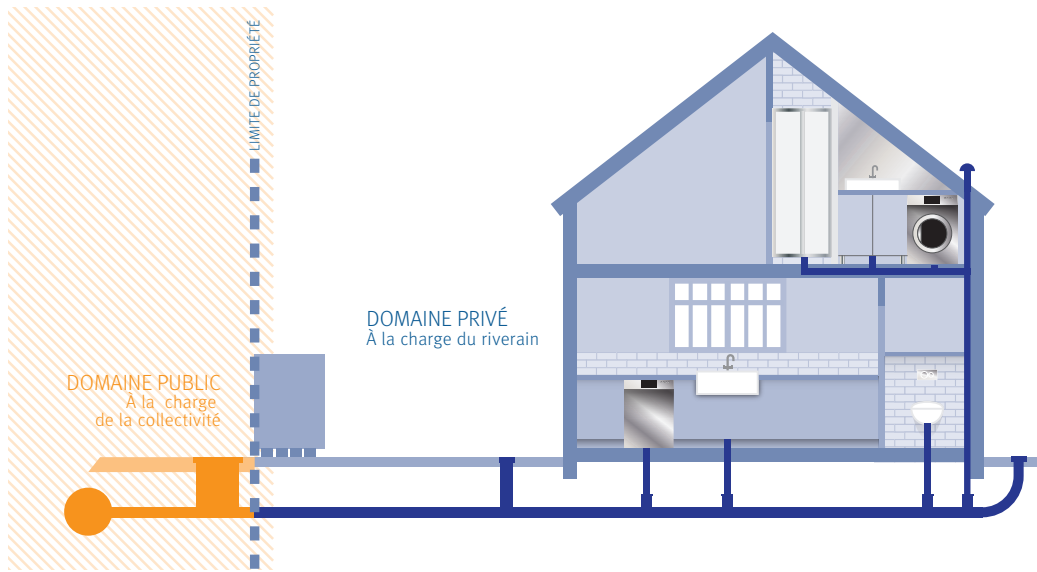 LIMITE DE PROPRIÉTÉ
DOMAINE PRIVÉ
À la charge du riverain
DOMAINE PUBLIC
À la charge
de la collectivité